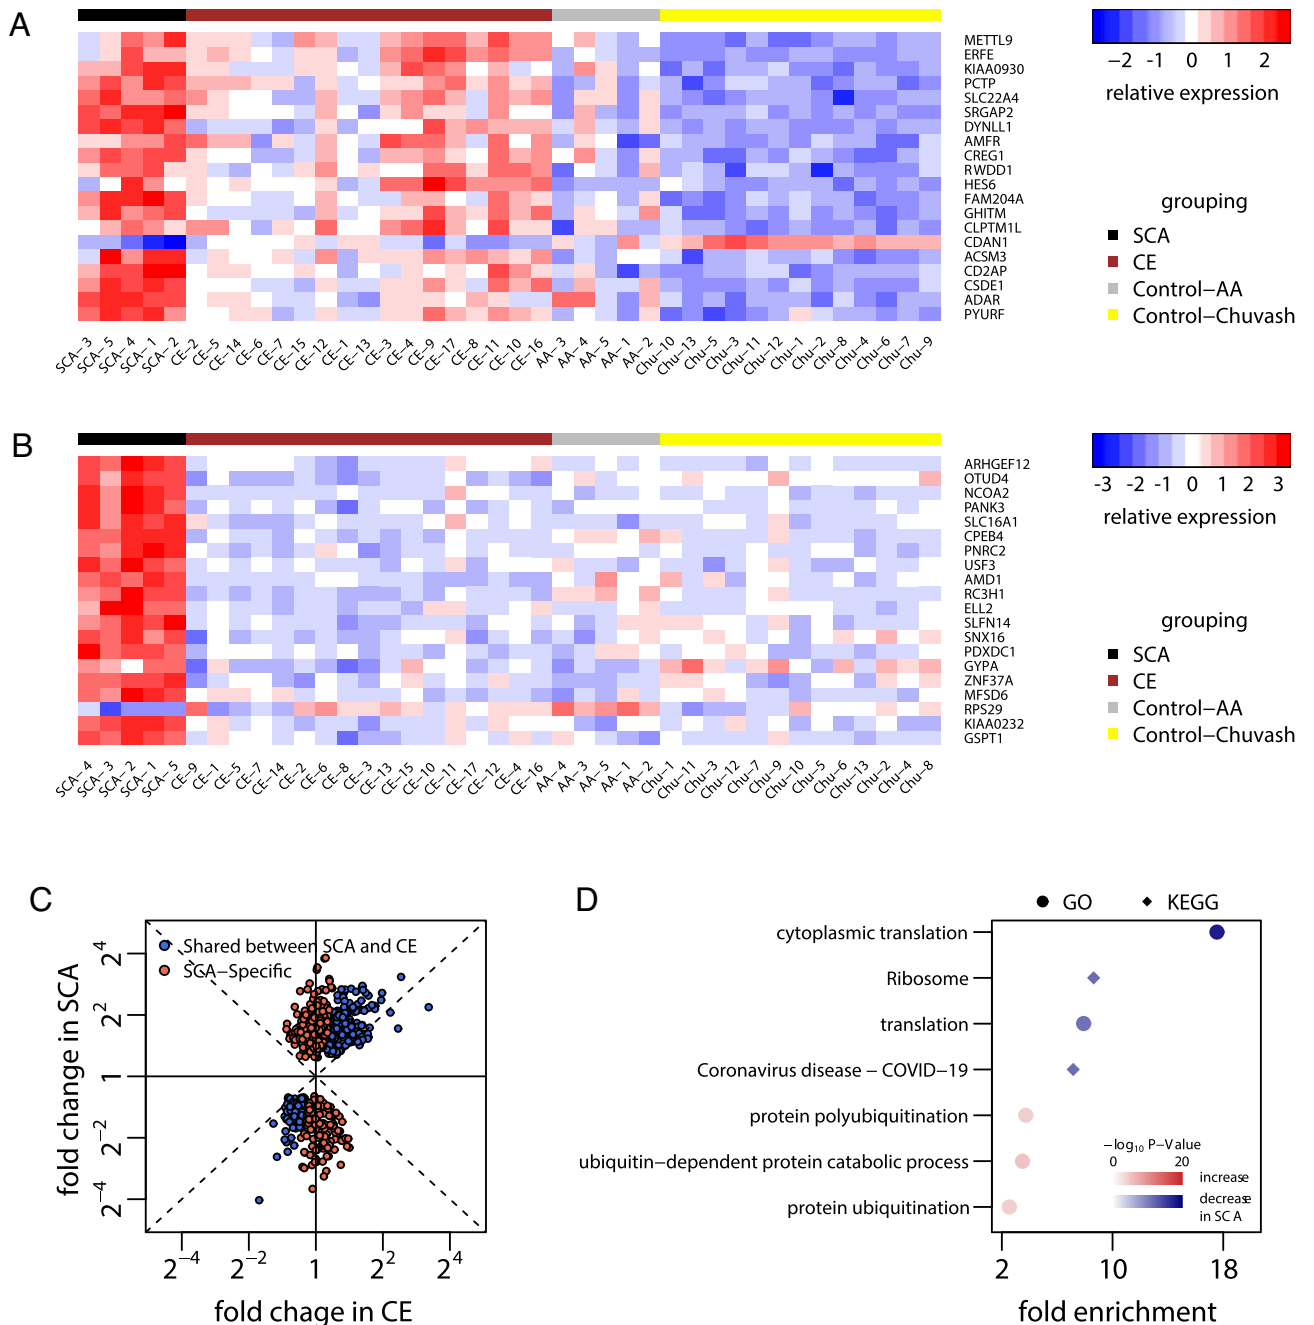 A
−2 -1 0 1 2
relative expression
METTL9
ERFE
KIAA0930
PCTP
SLC22A4
SRGAP2
DYNLL1
AMFR
CREG1
RWDD1
HES6
FAM204A
GHITM
CLPTM1L
CDAN1
ACSM3
CD2AP
CSDE1
ADAR
PYURF
grouping
SCA
CE
Control−AA
Control−Chuvash
SCA−3 SCA−5 SCA−4 SCA−1 SCA−2 CE−2 CE−5 CE−14 CE−6 CE−7 CE−15 CE−12 CE−1 CE−13 CE−3 CE−4 CE−9 CE−17 CE−8 CE−11 CE−10 CE−16 AA−3 AA−4 AA−5 AA−1 AA−2 Chu−10 Chu−13 Chu−5 Chu−3 Chu−11 Chu−12 Chu−1 Chu−2 Chu−8 Chu−4 Chu−6 Chu−7 Chu−9
B
-3 -2 -1 0 1 2 3
relative expression
ARHGEF12
OTUD4
NCOA2
PANK3
SLC16A1
CPEB4
PNRC2
USF3
AMD1
RC3H1
ELL2
SLFN14
SNX16
PDXDC1
GYPA
ZNF37A
MFSD6
RPS29
KIAA0232
GSPT1
grouping
SCA
CE
Control−AA
Control−Chuvash
SCA−4 SCA−3 SCA−2 SCA−1 SCA−5 CE−9 CE−1 CE−5 CE−7 CE−14 CE−2 CE−6 CE−8 CE−3 CE−13 CE−15 CE−10 CE−11 CE−17 CE−12 CE−4 CE−16 AA−4 AA−3 AA−5 AA−1 AA−2 Chu−1 Chu−11 Chu−3 Chu−12 Chu−7 Chu−9 Chu−10 Chu−5 Chu−6 Chu−13 Chu−2 Chu−4 Chu−8
C
Shared between SCA and CE
SCA−Specific
fold change in SCA
2⁴
2²
1
2⁻²
2⁻⁴
2⁻⁴ 2⁻² 1 2² 2⁴
fold chage in CE
D
GO KEGG
cytoplasmic translation
Ribosome
translation
Coronavirus disease − COVID−19
protein polyubiquitination
ubiquitin−dependent protein catabolic process
protein ubiquitination
−log₁₀ P−Value
0 20
increase
decrease
in SCA
2 10 18
fold enrichment